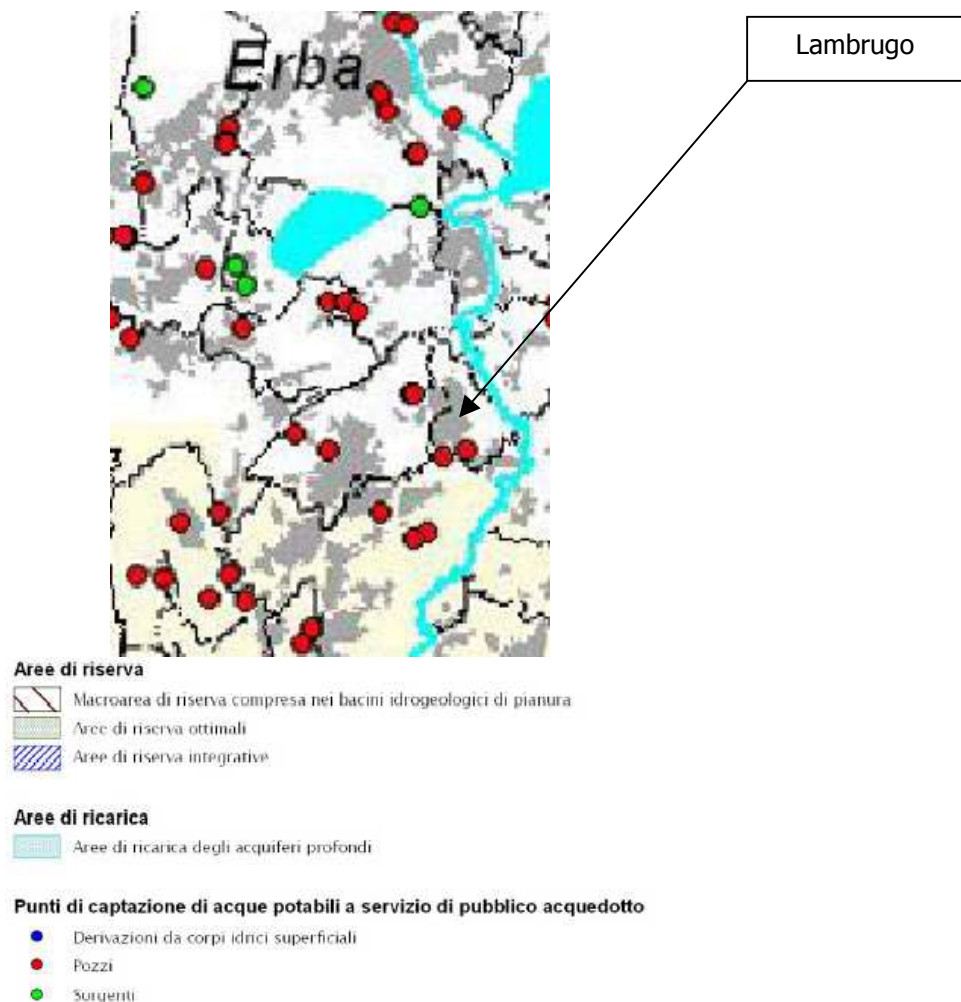 Lambrugo
Erba
Aree di riserva
Macroarea di riserva compresa nei bacini idrogeologici di pianura
Aree di riserva ottimali
Aree di riserva integrative
Aree di ricarica
Aree di ricarica degli acquiferi profondi
Punti di captazione di acque potabili a servizio di pubblico acquedotto
Derivazioni da corpi idrici superficiali
Pozzi
Sorgenti